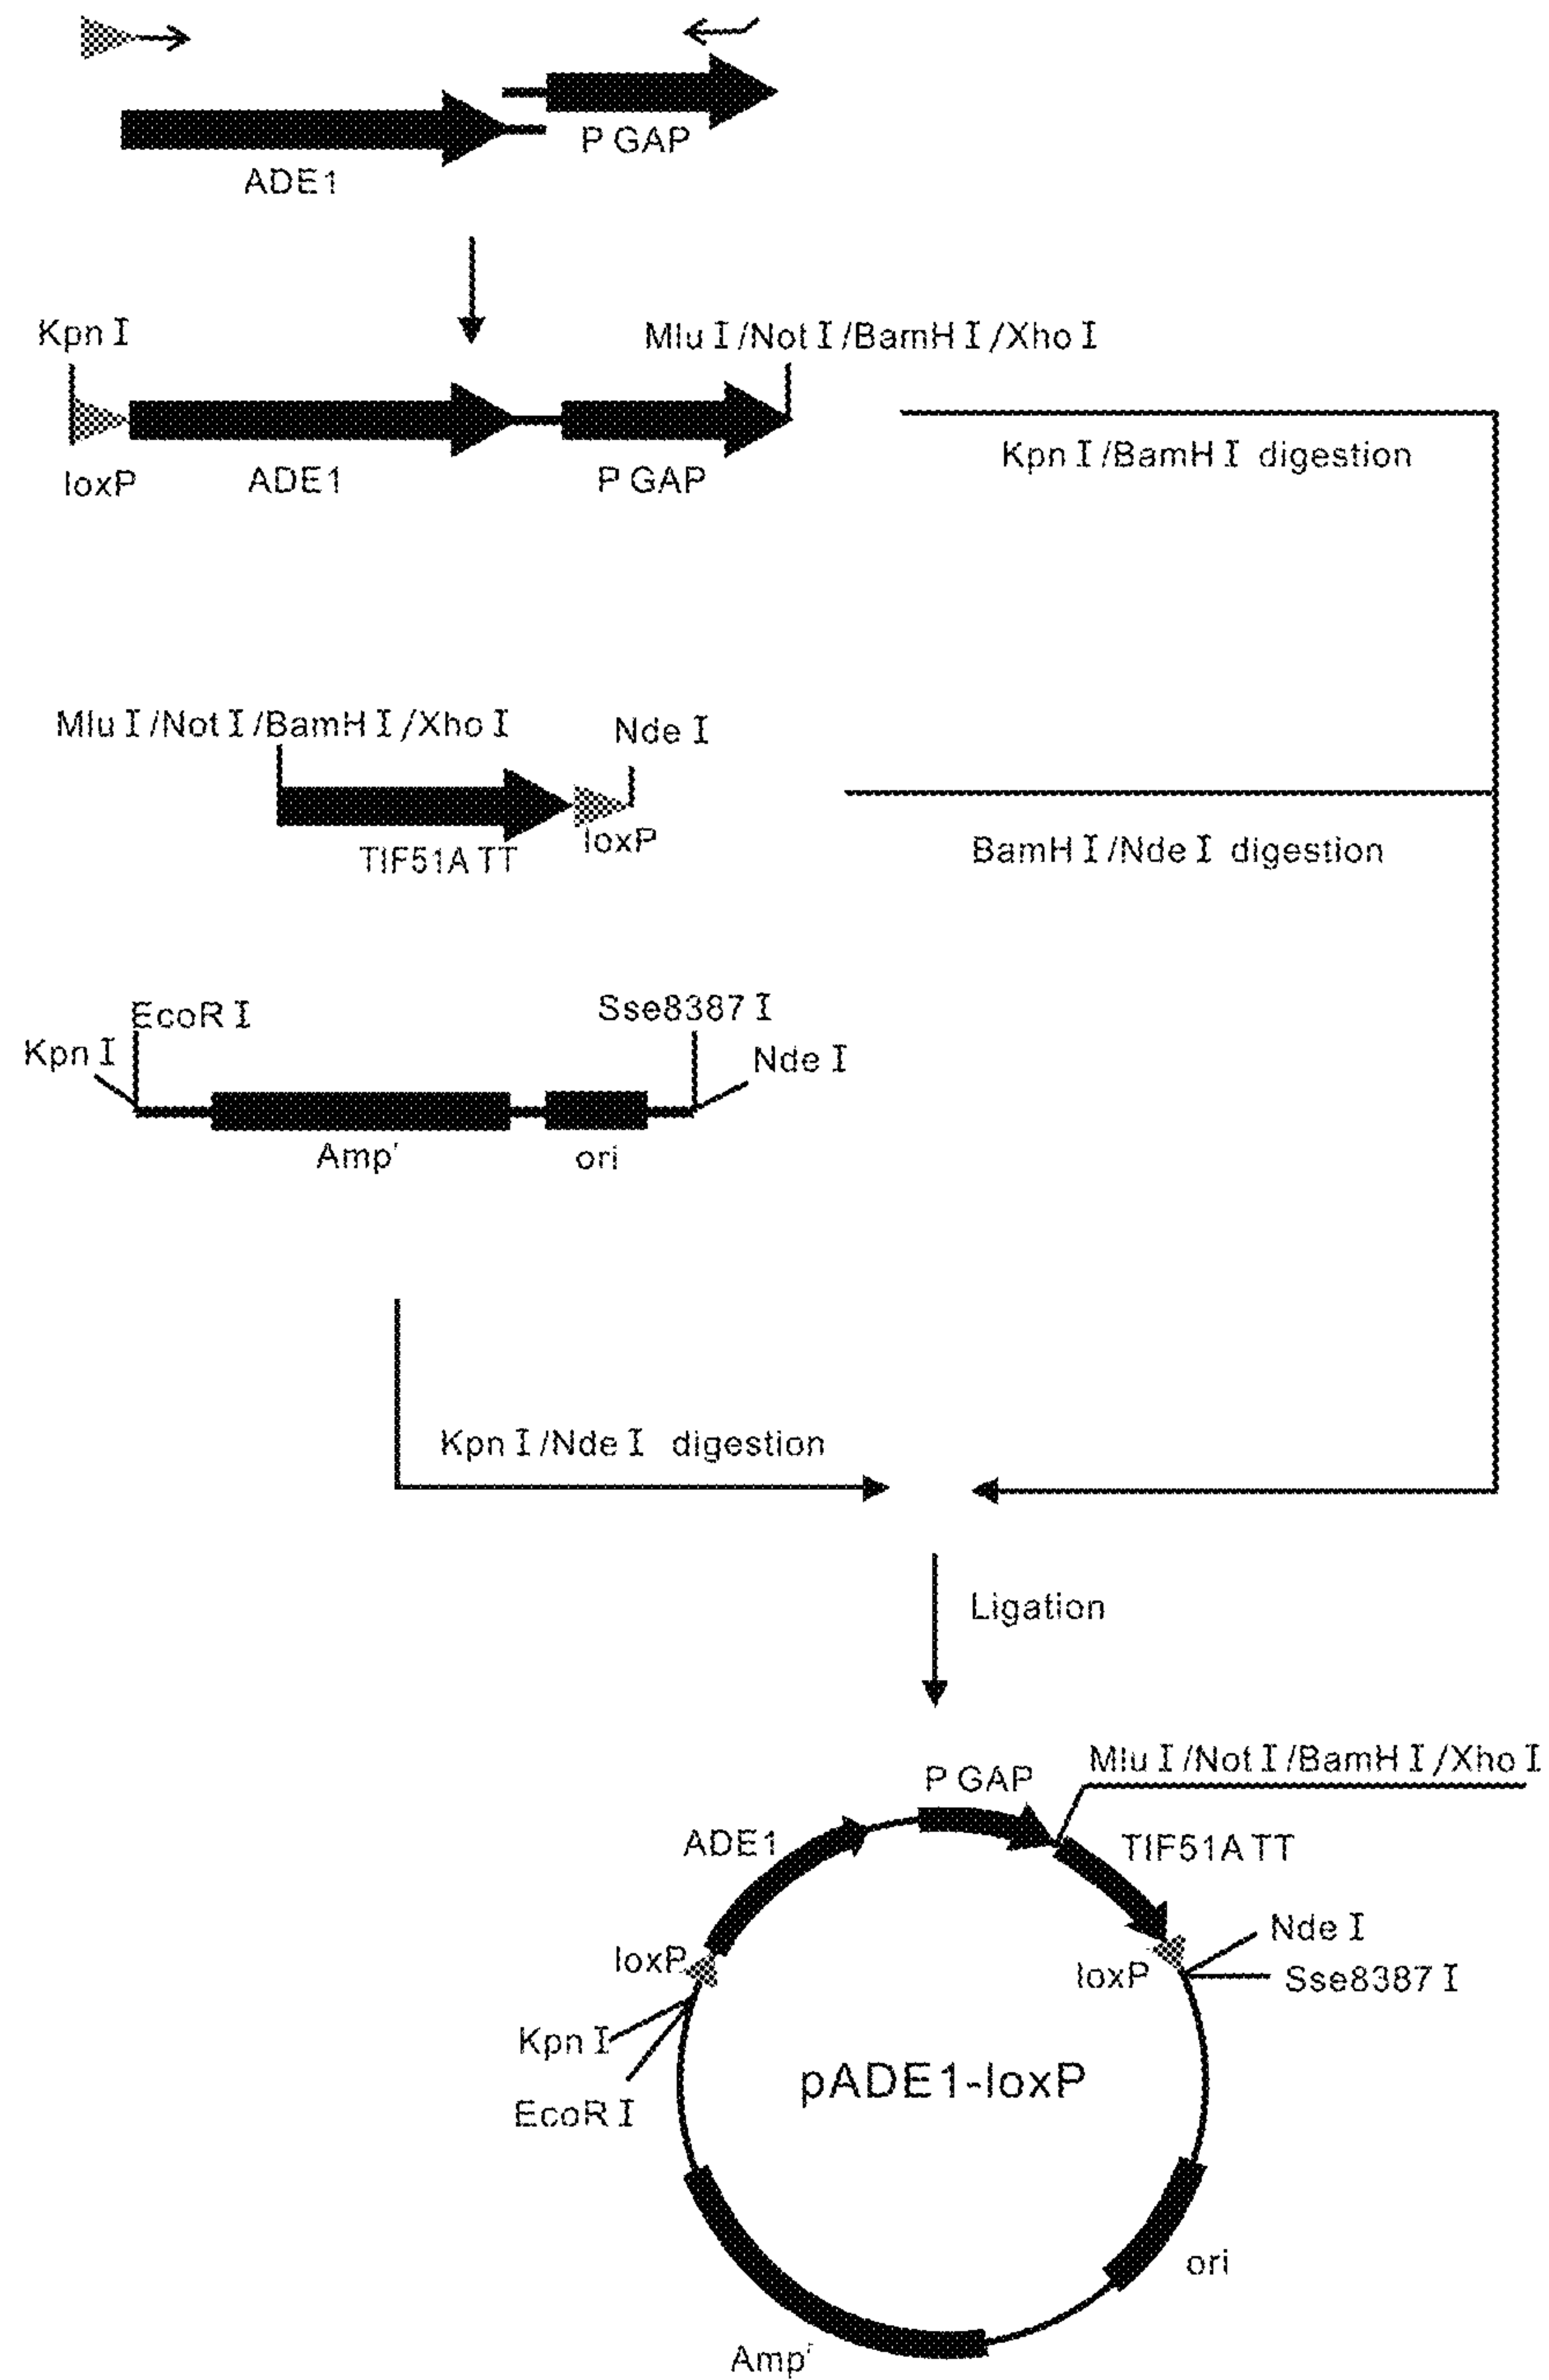 P GAP
ADE1
Kpn I
Mlu I/Not I/BamH I/Xho I
Kpn I/BamH I digestion
loxP
ADE1
P GAP
Mlu I/Not I/BamH I/Xho I
Nde I
loxP
TIF51A TT
BamH I/Nde I digestion
EcoR I
Sse8387 I
Kpn I
Nde I
Amp^r
ori
Kpn I/Nde I digestion
Ligation
Mlu I/Not I/BamH I/Xho I
P GAP
ADE1
TIF51A TT
Nde I
loxP
loxP
Sse8387 I
Kpn I
pADE1-loxP
EcoR I
ori
Amp^r